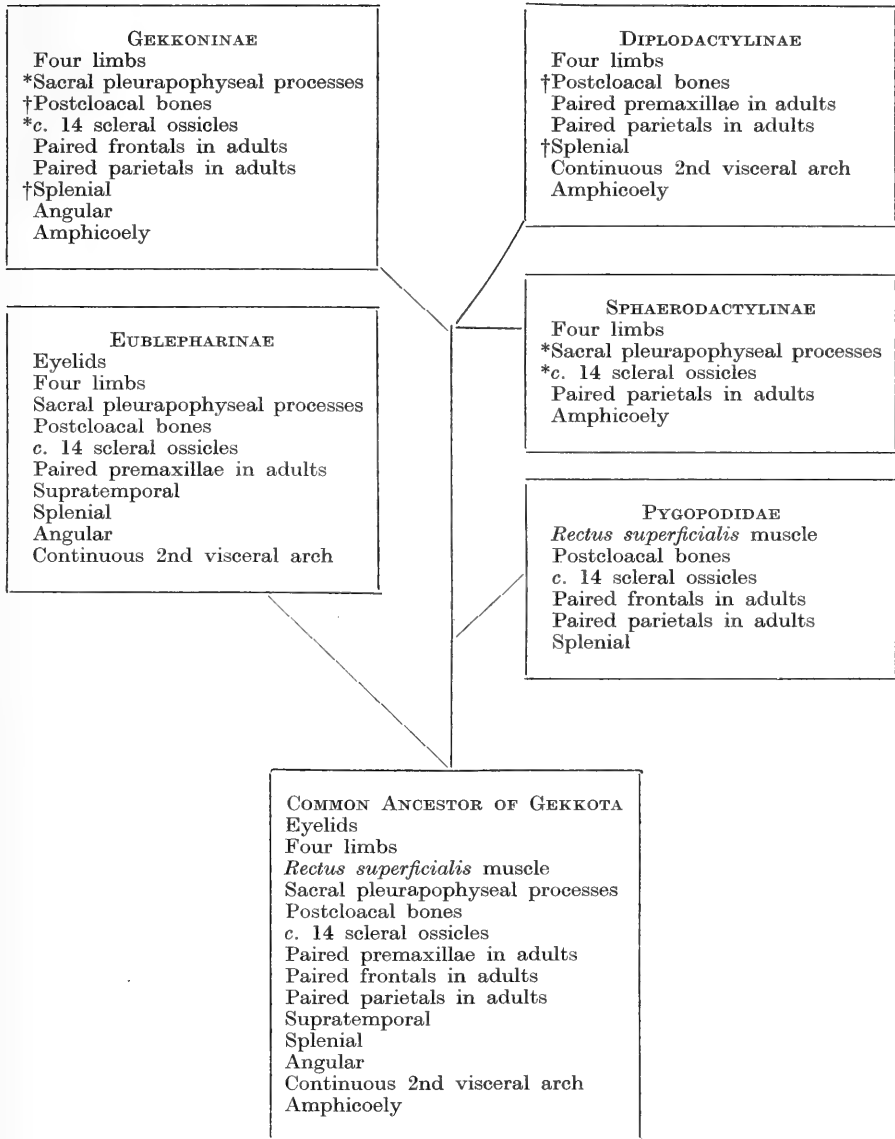 GEKKONINAE
Four limbs
*Sacral pleurapophyseal processes
†Postcloacal bones
*c. 14 scleral ossicles
Paired frontals in adults
Paired parietals in adults
†Splenial
Angular
Amphicoely
DIPLODACTYLINAE
Four limbs
†Postcloacal bones
Paired premaxillae in adults
Paired parietals in adults
†Splenial
Continuous 2nd visceral arch
Amphicoely
EUBLEPHARINAE
Eyelids
Four limbs
Sacral pleurapophyseal processes
Postcloacal bones
c. 14 scleral ossicles
Paired premaxillae in adults
Supratemporal
Splenial
Angular
Continuous 2nd visceral arch
SPHAERODACTYLINAE
Four limbs
*Sacral pleurapophyseal processes
*c. 14 scleral ossicles
Paired parietals in adults
Amphicoely
PYGOPODIDAE
Rectus superficialis muscle
Postcloacal bones
c. 14 scleral ossicles
Paired frontals in adults
Paired parietals in adults
Splenial
COMMON ANCESTOR OF GEKKOTA
Eyelids
Four limbs
Rectus superficialis muscle
Sacral pleurapophyseal processes
Postcloacal bones
c. 14 scleral ossicles
Paired premaxillae in adults
Paired frontals in adults
Paired parietals in adults
Supratemporal
Splenial
Angular
Continuous 2nd visceral arch
Amphicoely